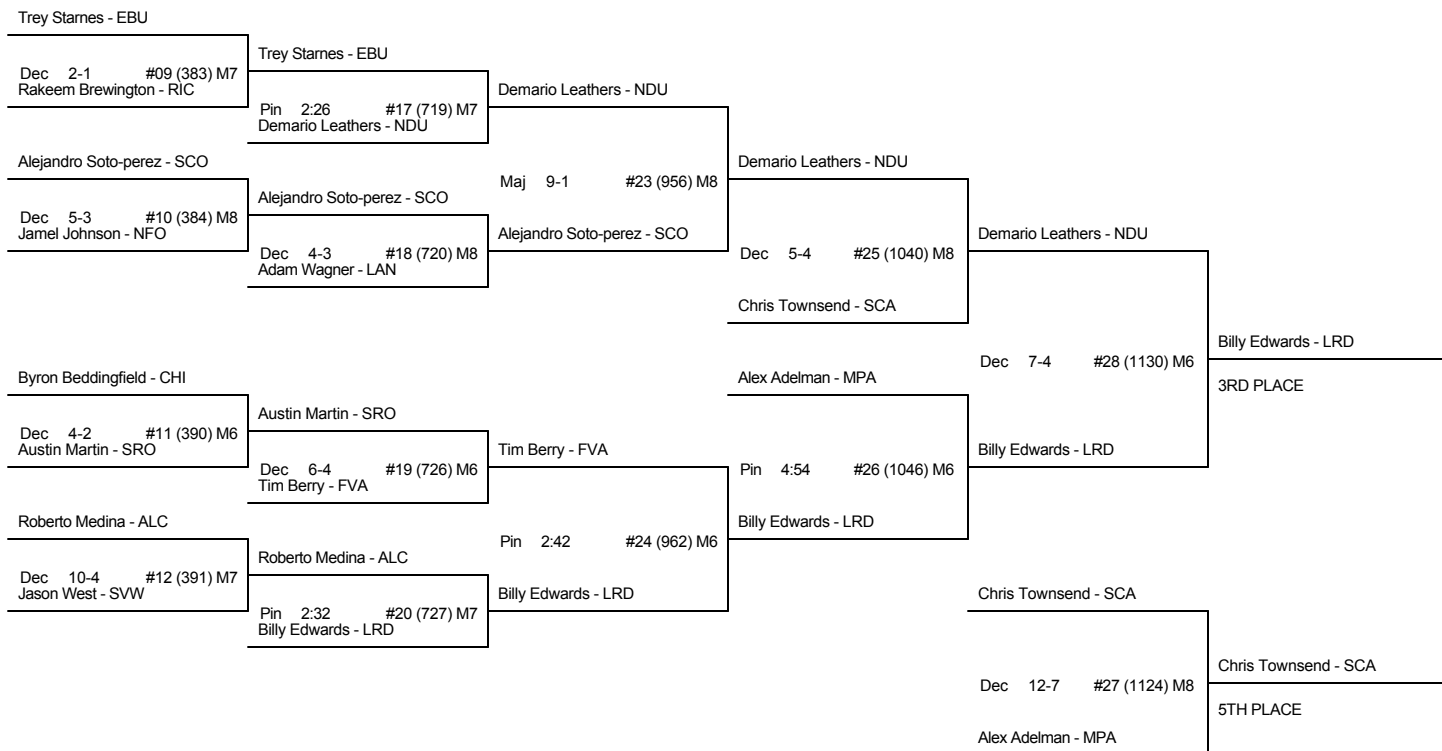 Trey Starnes - EBU
Dec 2-1 #09 (383) M7
Rakeem Brewington - RIC
Alejandro Soto-perez - SCO
Dec 5-3 #10 (384) M8
Jamel Johnson - NFO
Byron Beddingfield - CHI
Dec 4-2 #11 (390) M6
Austin Martin - SRO
Roberto Medina - ALC
Dec 10-4 #12 (391) M7
Jason West - SVW
Trey Starnes - EBU
Pin 2:26 #17 (719) M7
Demario Leathers - NDU
Alejandro Soto-perez - SCO
Dec 4-3 #18 (720) M8
Adam Wagner - LAN
Austin Martin - SRO
Dec 6-4 #19 (726) M6
Tim Berry - FVA
Roberto Medina - ALC
Pin 2:32 #20 (727) M7
Billy Edwards - LRD
Demario Leathers - NDU
Maj 9-1 #23 (956) M8
Alejandro Soto-perez - SCO
Tim Berry - FVA
Pin 2:42 #24 (962) M6
Billy Edwards - LRD
Demario Leathers - NDU
Dec 5-4 #25 (1040) M8
Chris Townsend - SCA
Alex Adelman - MPA
Pin 4:54 #26 (1046) M6
Billy Edwards - LRD
Demario Leathers - NDU
Dec 7-4 #28 (1130) M6
Billy Edwards - LRD
Billy Edwards - LRD
3RD PLACE
Chris Townsend - SCA
Dec 12-7 #27 (1124) M8
Alex Adelman - MPA
Chris Townsend - SCA
5TH PLACE